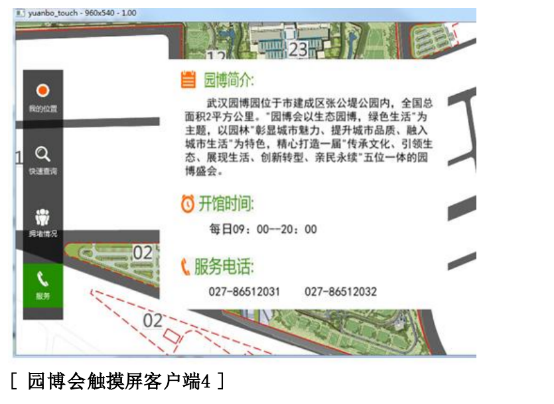 yuanbo_touch - 960x540 - 1.00
12
23
园博简介:
武汉园博园位于市建成区张公堤公园内，全国总
面积2平方公里。"园博会以生态园博，绿色生活"为
主题，以园林"彰显城市魅力、提升城市品质、融入
城市生活"为特色，精心打造一届"传承文化、引领生
态、展现生活、创新转型、亲民永续"五位一体的园
博盛会。
我的位置
1
快速查询
开馆时间:
每日09：00--20：00
拥堵情况
02
服务电话:
服务
027-86512031 027-86512032
02
[ 园博会触摸屏客户端4 ]